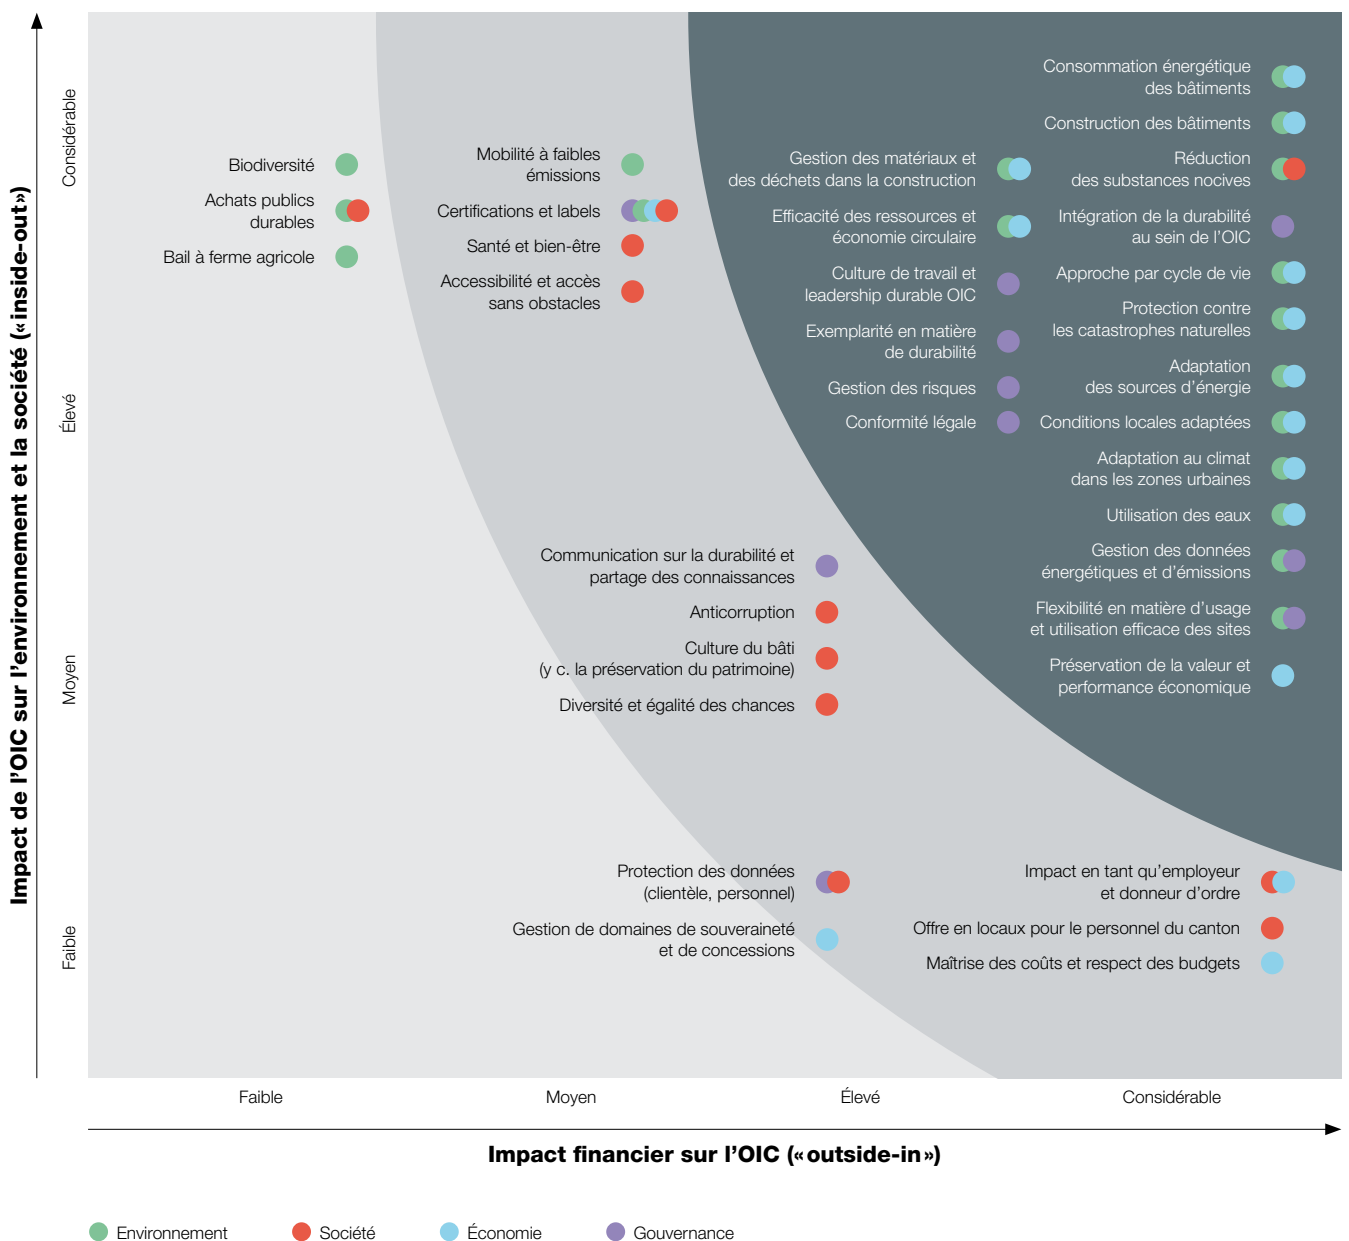 Impact de l'OIC sur l'environnement et la société («inside-out»)
Considérable
Élevé
Moyen
Faible
Biodiversité
Achats publics
durables
Bail à ferme agricole
Mobilité à faibles
émissions
Certifications et labels
Santé et bien-être
Accessibilité et accès
sans obstacles
Gestion des matériaux et
des déchets dans la construction
Efficacité des ressources et
économie circulaire
Culture de travail et
leadership durable OIC
Exemplarité en matière
de durabilité
Gestion des risques
Conformité légale
Consommation énergétique
des bâtiments
Construction des bâtiments
Réduction
des substances nocives
Intégration de la durabilité
au sein de l'OIC
Approche par cycle de vie
Protection contre
les catastrophes naturelles
Adaptation
des sources d'énergie
Conditions locales adaptées
Adaptation au climat
dans les zones urbaines
Utilisation des eaux
Gestion des données
énergétiques et d'émissions
Flexibilité en matière d'usage
et utilisation efficace des sites
Préservation de la valeur et
performance économique
Communication sur la durabilité et
partage des connaissances
Anticorruption
Culture du bâti
(y c. la préservation du patrimoine)
Diversité et égalité des chances
Protection des données
(clientèle, personnel)
Gestion de domaines de souveraineté
et de concessions
Impact en tant qu'employeur
et donneur d'ordre
Offre en locaux pour le personnel du canton
Maîtrise des coûts et respect des budgets
Faible
Moyen
Élevé
Considérable
Impact financier sur l'OIC («outside-in»)
Environnement
Société
Économie
Gouvernance